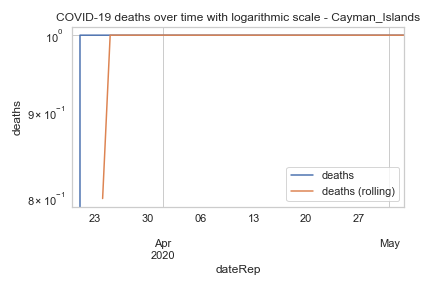 COVID-19 deaths over time with logarithmic scale - Cayman_Islands
10⁰
9 × 10⁻¹
8 × 10⁻¹
deaths
deaths
deaths (rolling)
23 30 06 13 20 27
Apr May
2020
dateRep